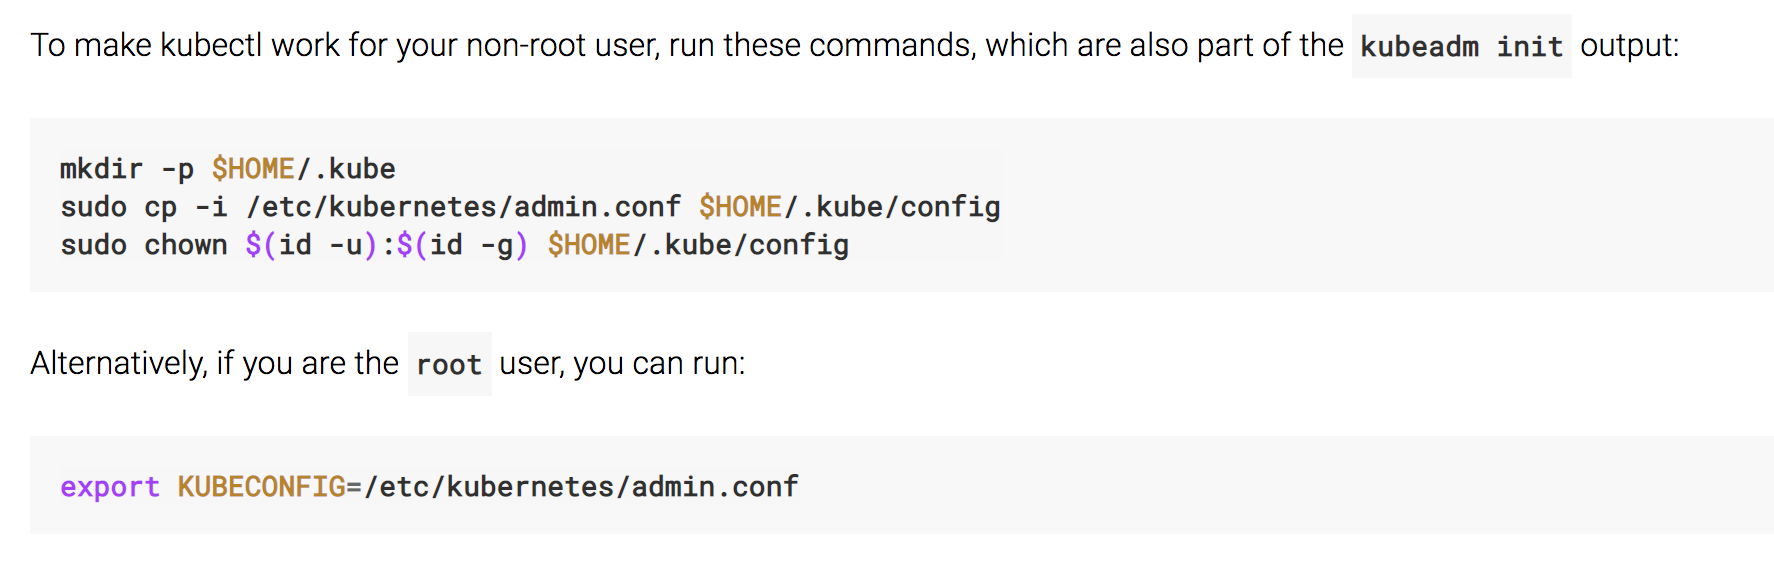 To make kubectl work for your non-root user, run these commands, which are also part of the kubeadm init output:
mkdir -p $HOME/.kube
sudo cp -i /etc/kubernetes/admin.conf $HOME/.kube/config
sudo chown $(id -u):$(id -g) $HOME/.kube/config
Alternatively, if you are the root user, you can run:
export KUBECONFIG=/etc/kubernetes/admin.conf